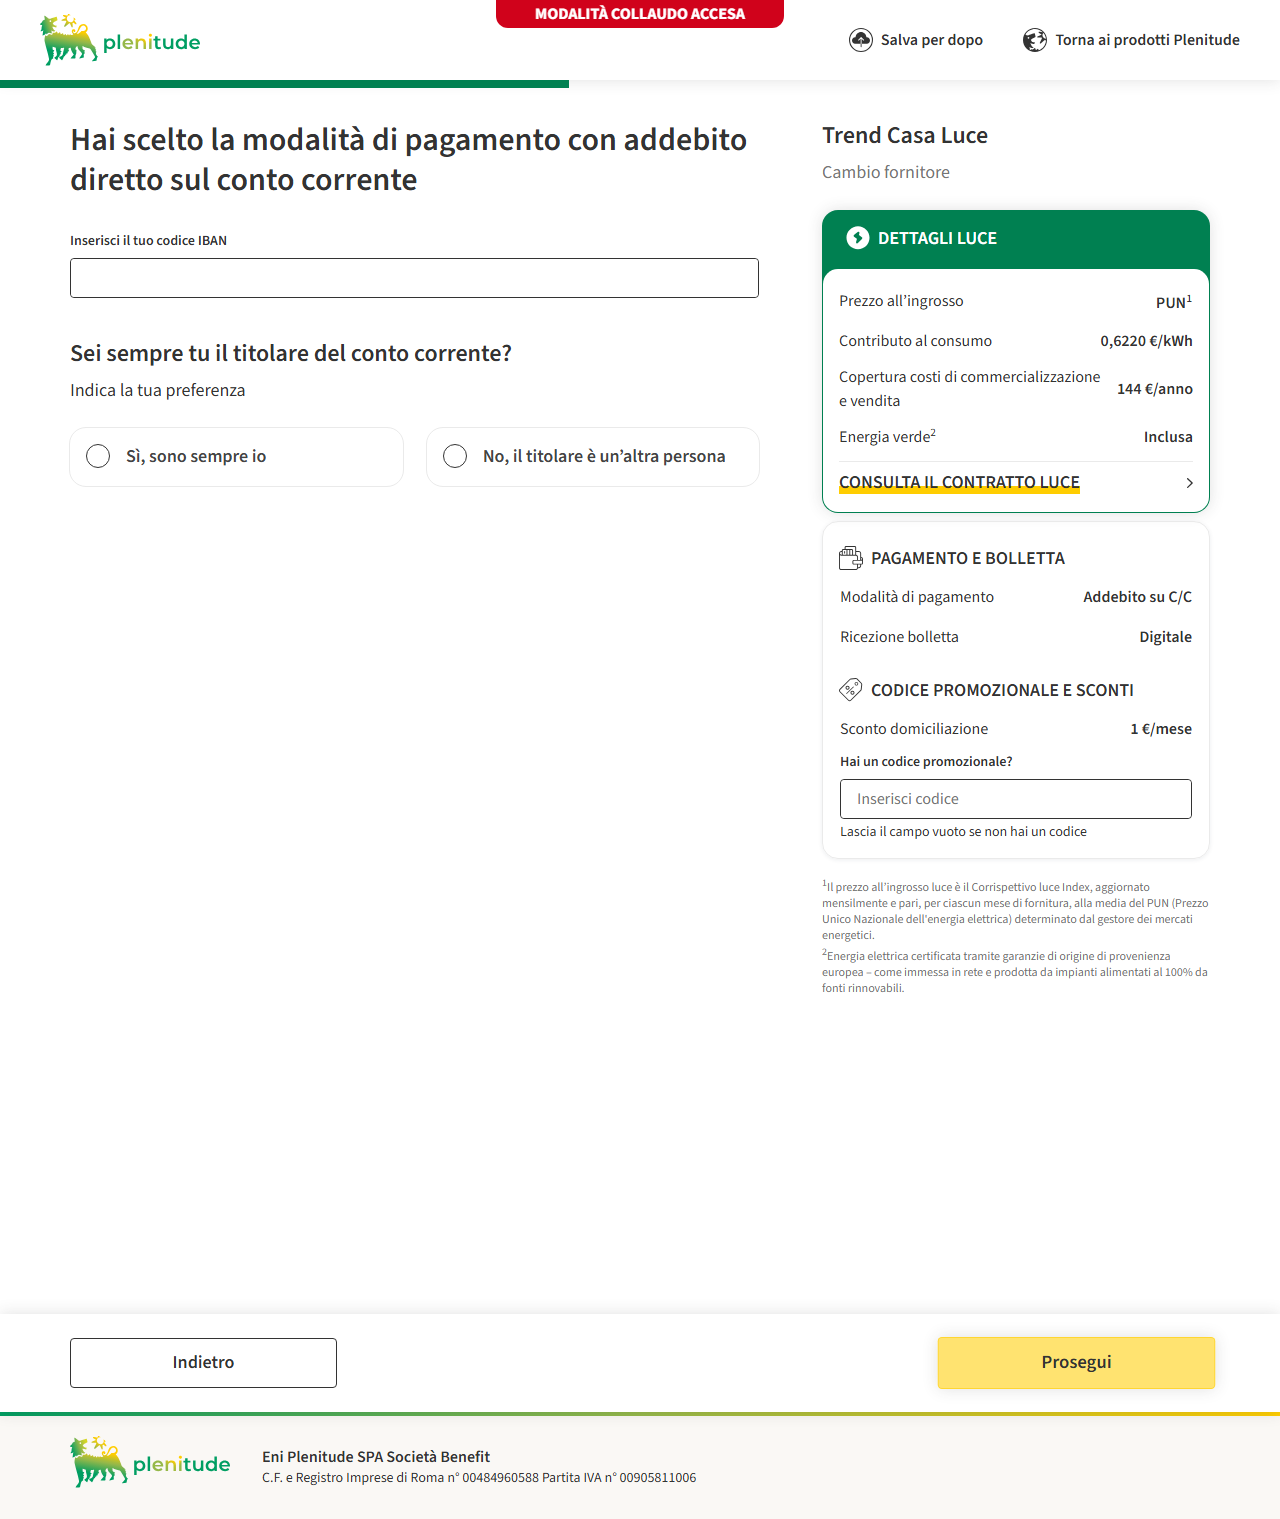 MODALITÀ COLLAUDO ACCESA
plenitude
Salva per dopo
Torna ai prodotti Plenitude
Hai scelto la modalità di pagamento con addebito
diretto sul conto corrente
Inserisci il tuo codice IBAN
Sei sempre tu il titolare del conto corrente?
Indica la tua preferenza
Sì, sono sempre io
No, il titolare è un’altra persona
Trend Casa Luce
Cambio fornitore
DETTAGLI LUCE
Prezzo all’ingrosso PUN¹
Contributo al consumo 0,6220 €/kWh
Copertura costi di commercializzazione
e vendita 144 €/anno
Energia verde² Inclusa
CONSULTA IL CONTRATTO LUCE
PAGAMENTO E BOLLETTA
Modalità di pagamento Addebito su C/C
Ricezione bolletta Digitale
CODICE PROMOZIONALE E SCONTI
Sconto domiciliazione 1 €/mese
Hai un codice promozionale?
Inserisci codice
Lascia il campo vuoto se non hai un codice
¹Il prezzo all’ingrosso luce è il Corrispettivo luce Index, aggiornato
mensilmente e pari, per ciascun mese di fornitura, alla media del PUN (Prezzo
Unico Nazionale dell'energia elettrica) determinato dal gestore dei mercati
energetici.
²Energia elettrica certificata tramite garanzie di origine di provenienza
europea – come immessa in rete e prodotta da impianti alimentati al 100% da
fonti rinnovabili.
Indietro
Prosegui
plenitude
Eni Plenitude SPA Società Benefit
C.F. e Registro Imprese di Roma n° 00484960588 Partita IVA n° 00905811006